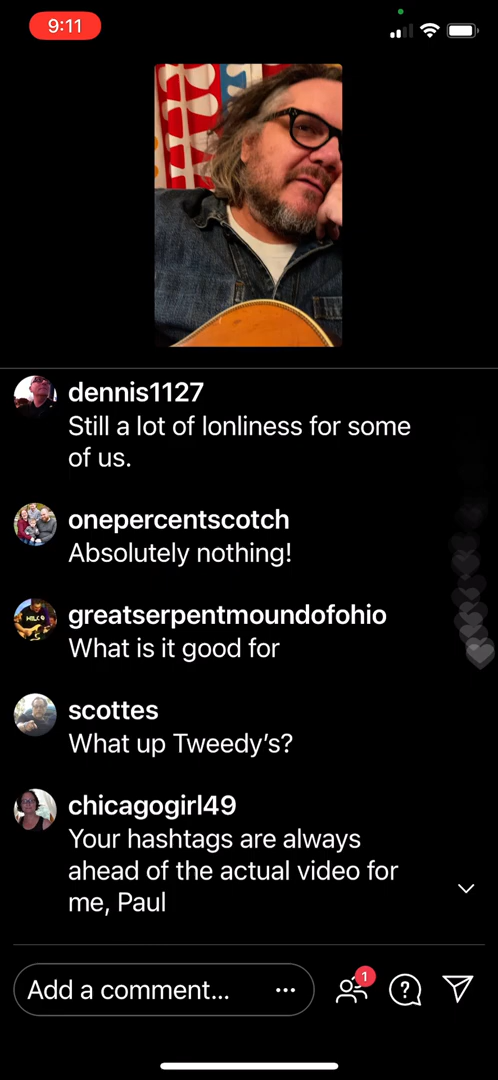 9:11
dennis1127
Still a lot of lonliness for some
of us.
onepercentscotch
Absolutely nothing!
greatserpentmoundofohio
What is it good for
scottes
What up Tweedy’s?
chicagogirl49
Your hashtags are always
ahead of the actual video for
me, Paul
Add a comment...
1